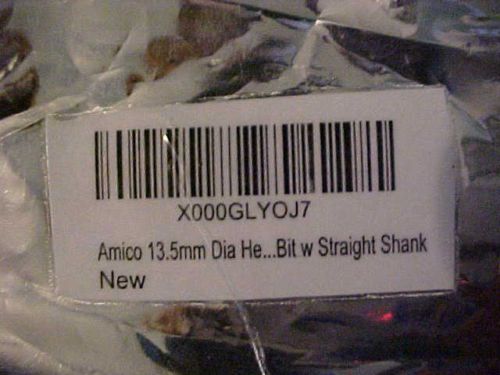 X000GLYOJ7
Amico 13.5mm Dia He...Bit w Straight Shank
New